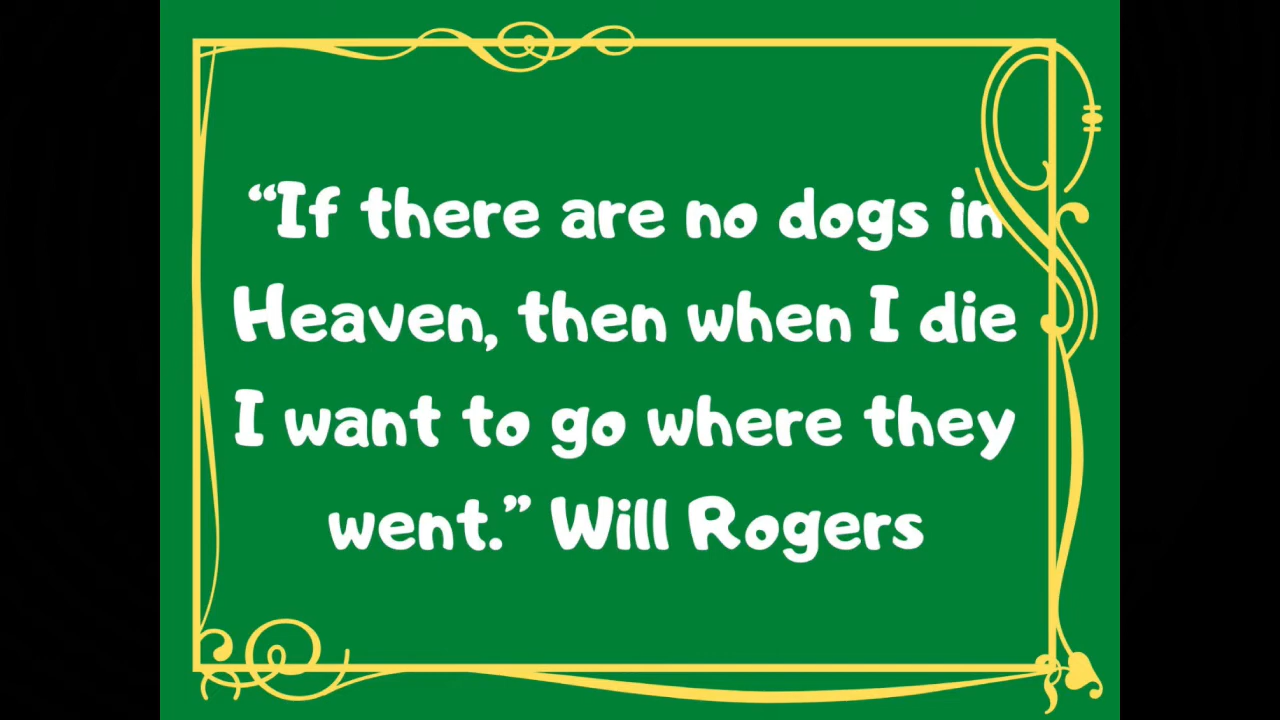 “If there are no dogs in
Heaven, then when I die
I want to go where they
went.” Will Rogers